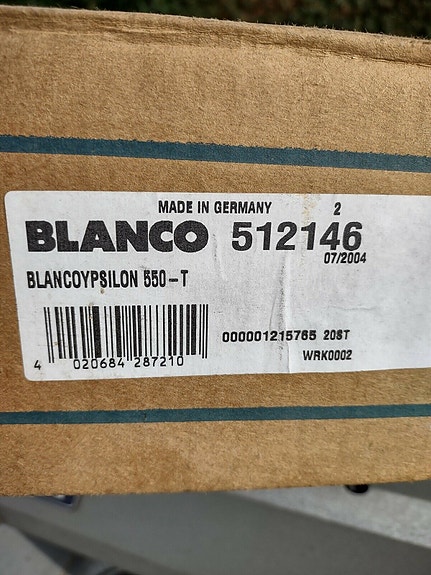 MADE IN GERMANY 2
BLANCO 512146
07/2004
BLANCOYPSILON 550-T
000001215765 20ST
WRK0002
4 020684 287210